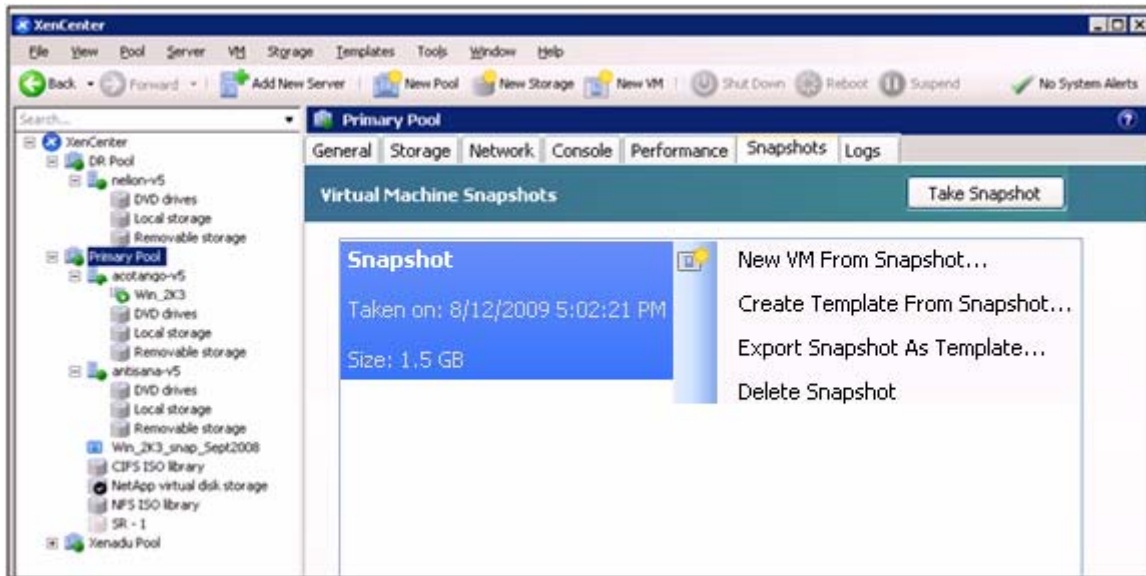 XenCenter
File View Pool Server VM Storage Templates Tools Window Help
Back Forward Add New Server New Pool New Storage New VM Shut Down Reboot Suspend No System Alerts
Search...
XenCenter
DR Pool
nelion-v5
DVD drives
Local storage
Removable storage
Primary Pool
acotango-v5
Win_2K3
DVD drives
Local storage
Removable storage
antisana-v5
DVD drives
Local storage
Removable storage
Win_2K3_snap_Sept2008
CIFS ISO library
NetApp virtual disk storage
NFS ISO library
SR - 1
Xenadu Pool
Primary Pool
?
General Storage Network Console Performance Snapshots Logs
Virtual Machine Snapshots
Take Snapshot
Snapshot
Taken on: 8/12/2009 5:02:21 PM
Size: 1.5 GB
New VM From Snapshot...
Create Template From Snapshot...
Export Snapshot As Template...
Delete Snapshot